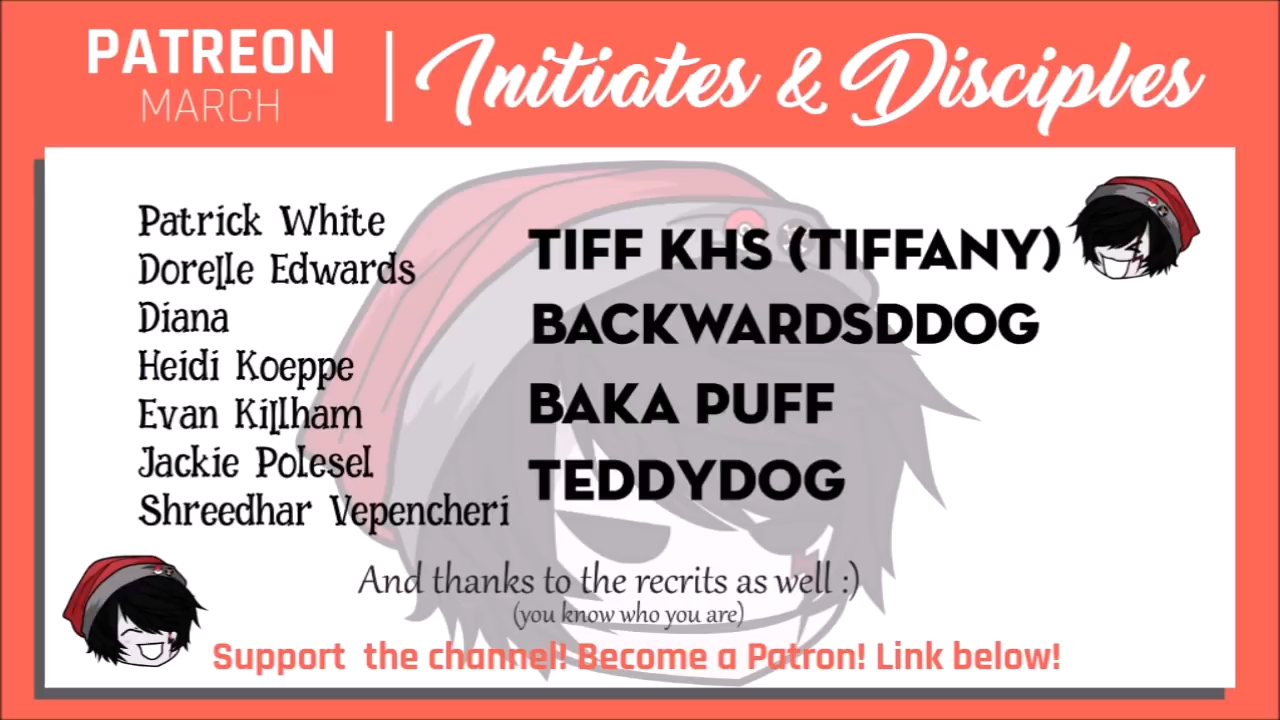 PATREON
MARCH
Initiates & Disciples
Patrick White
Dorelle Edwards
Diana
Heidi Koeppe
Evan Killham
Jackie Polesel
Shreedhar Vepencheri
TIFF KHS (TIFFANY)
BACKWARDSDDOG
BAKA PUFF
TEDDYDOG
And thanks to the recrits as well :)
(you know who you are)
Support the channel! Become a Patron! Link below!